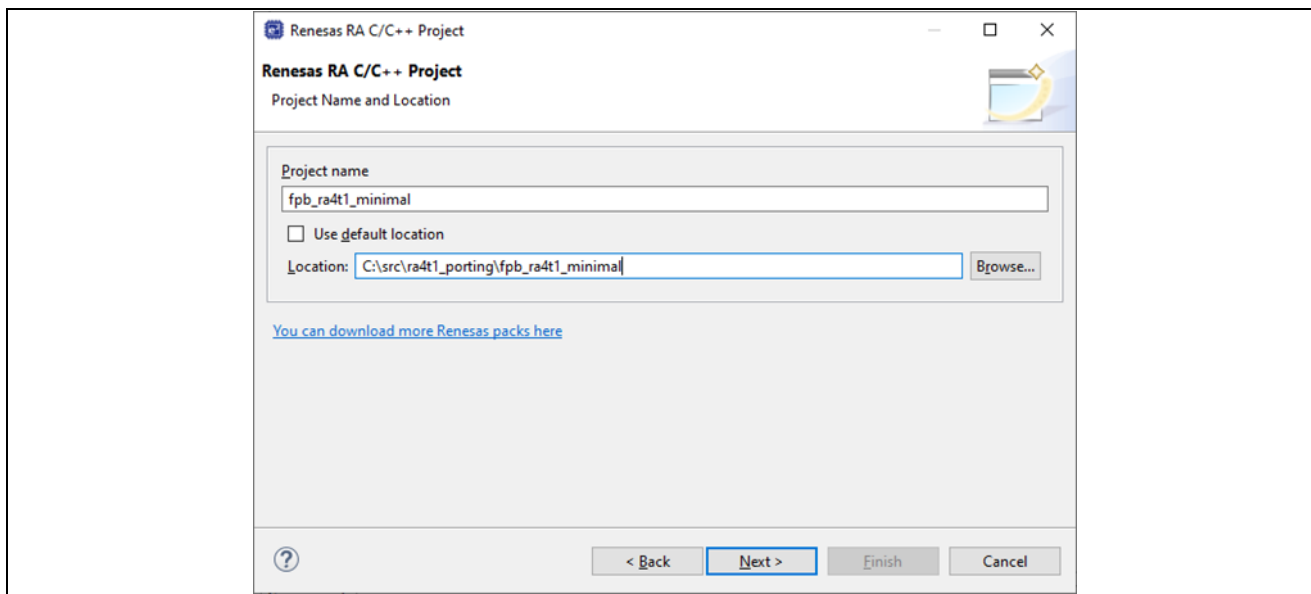 Renesas RA C/C++ Project
Renesas RA C/C++ Project
Project Name and Location
Project name
fpb_ra4t1_minimal
Use default location
Location: C:\src\ra4t1_porting\fpb_ra4t1_minimal Browse...
You can download more Renesas packs here
? < Back Next > Finish Cancel